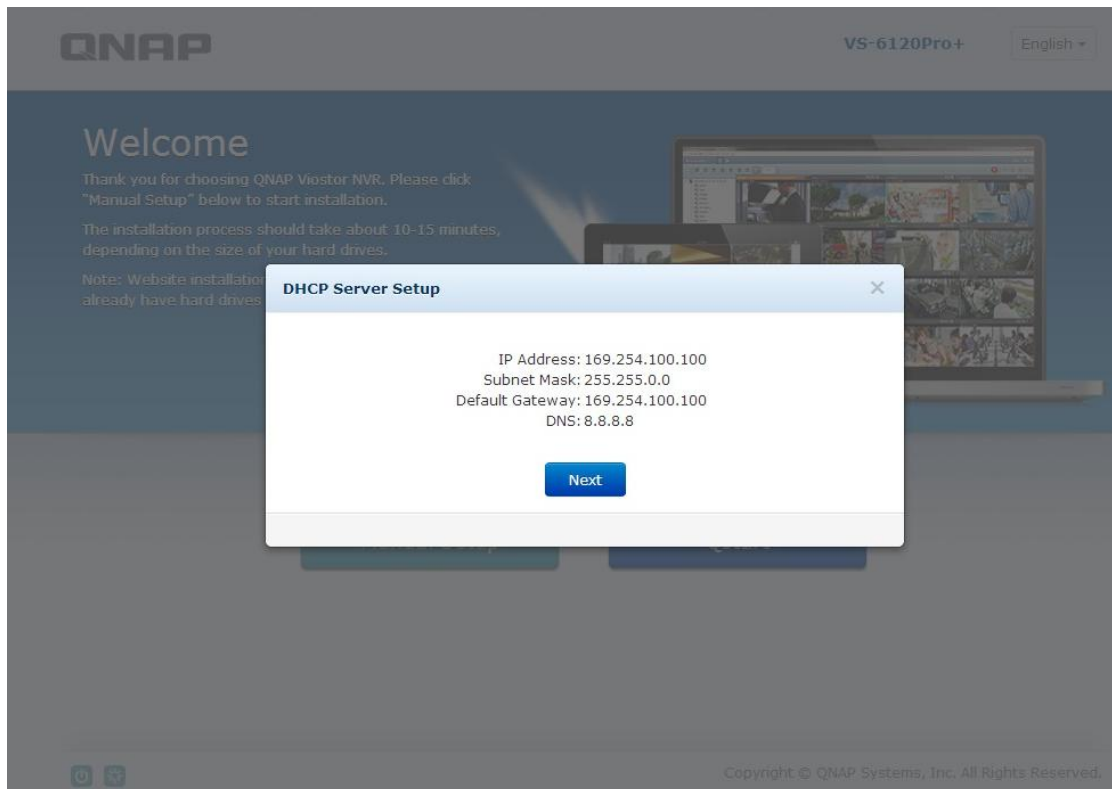 QNAP
VS-6120Pro+
English
Welcome
Thank you for choosing QNAP Viostor NVR. Please click
"Manual Setup" below to start installation.
The installation process should take about 10-15 minutes,
depending on the size of your hard drives.
Note: Website installation
already have hard drives
DHCP Server Setup
IP Address: 169.254.100.100
Subnet Mask: 255.255.0.0
Default Gateway: 169.254.100.100
DNS: 8.8.8.8
Next
Copyright © QNAP Systems, Inc. All Rights Reserved.